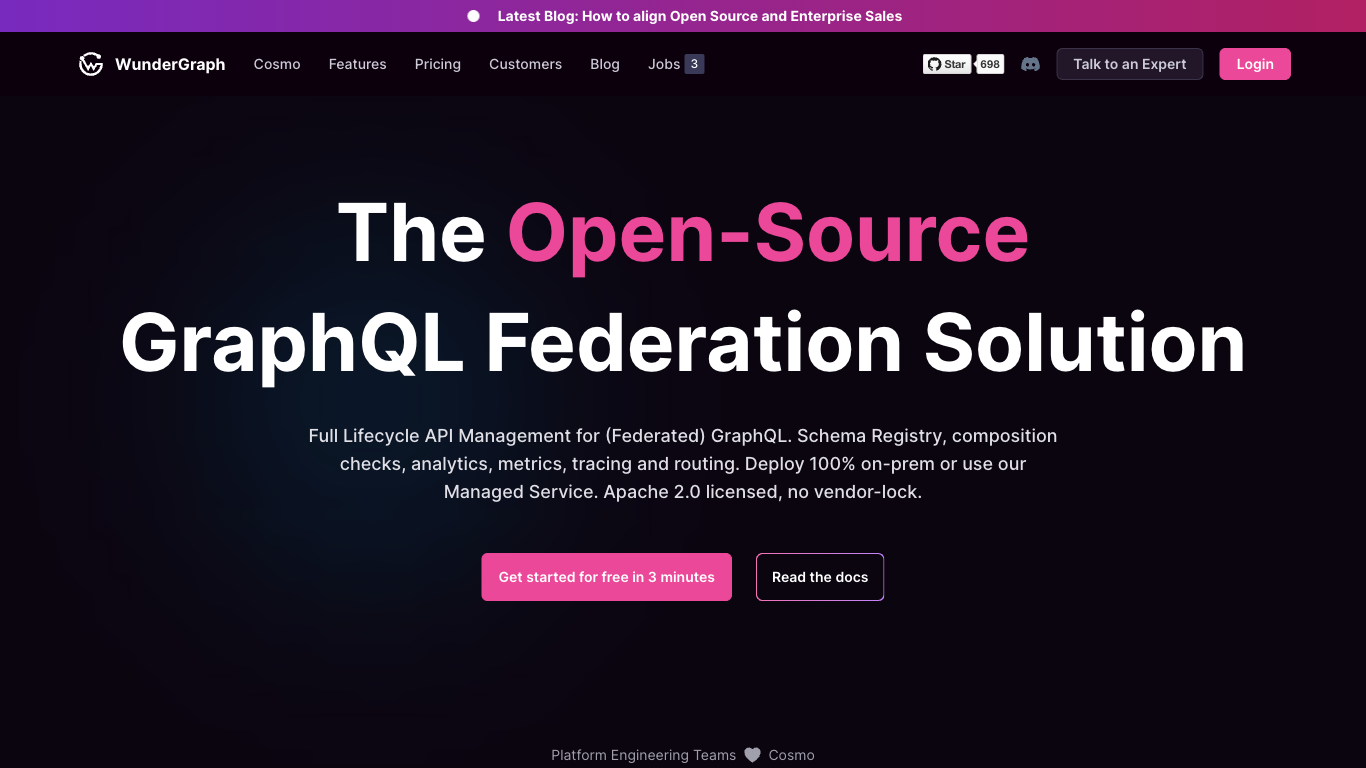 Latest Blog: How to align Open Source and Enterprise Sales
WunderGraph Cosmo Features Pricing Customers Blog Jobs 3 Star 698 Talk to an Expert Login
The Open-Source
GraphQL Federation Solution
Full Lifecycle API Management for (Federated) GraphQL. Schema Registry, composition
checks, analytics, metrics, tracing and routing. Deploy 100% on-prem or use our
Managed Service. Apache 2.0 licensed, no vendor-lock.
Get started for free in 3 minutes Read the docs
Platform Engineering Teams Cosmo